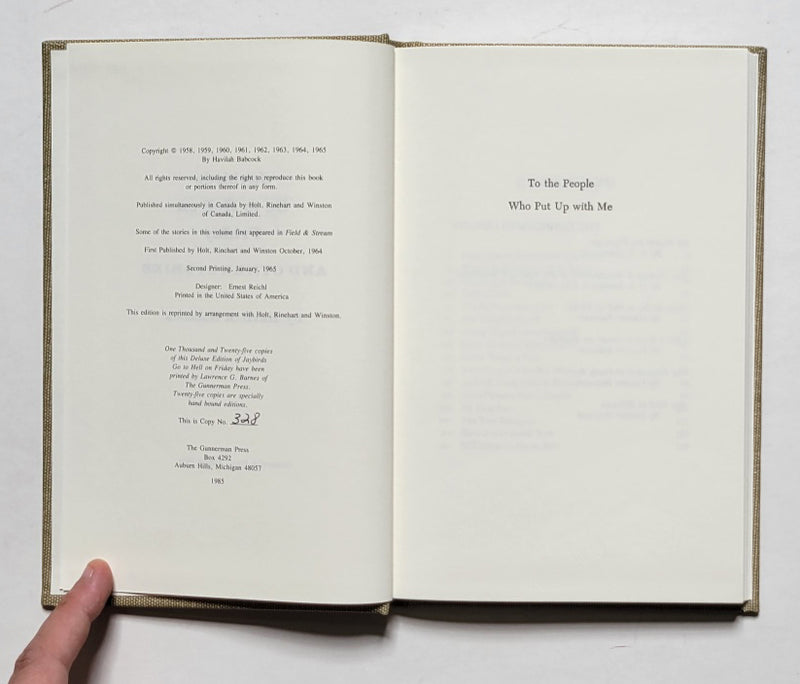 Copyright © 1958, 1959, 1960, 1961, 1962, 1963, 1964, 1965
By Havilah Babcock
All rights reserved, including the right to reproduce this book
or portions thereof in any form.
Published simultaneously in Canada by Holt, Rinehart and Winston
of Canada, Limited.
Some of the stories in this volume first appeared in Field & Stream
First Published by Holt, Rinehart and Winston October, 1964
Second Printing, January, 1965
Designer: Ernest Reichl
Printed in the United States of America
This edition is reprinted by arrangement with Holt, Rinehart and Winston.
One Thousand and Twenty-five copies
of this Deluxe Edition of Jaybirds
Go to Hell on Friday have been
printed by Lawrence G. Barnes of
The Gunnerman Press.
Twenty-five copies are specially
hand bound editions.
This is Copy No. 328
The Gunnerman Press
Box 4292
Auburn Hills, Michigan 48057
1985
To the People
Who Put Up with Me